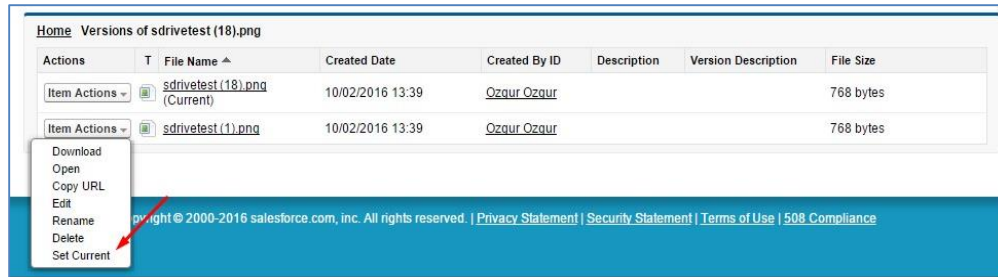 Home Versions of sdrivetest (18).png
Actions T File Name Created Date Created By ID Description Version Description File Size
Item Actions sdrivetest (18).png (Current) 10/02/2016 13:39 Ozgur Ozgur 768 bytes
Item Actions sdrivetest (1).png 10/02/2016 13:39 Ozgur Ozgur 768 bytes
Download
Open
Copy URL
Edit
Rename
Delete
Set Current
© 2000-2016 salesforce.com, inc. All rights reserved. | Privacy Statement | Security Statement | Terms of Use | 508 Compliance